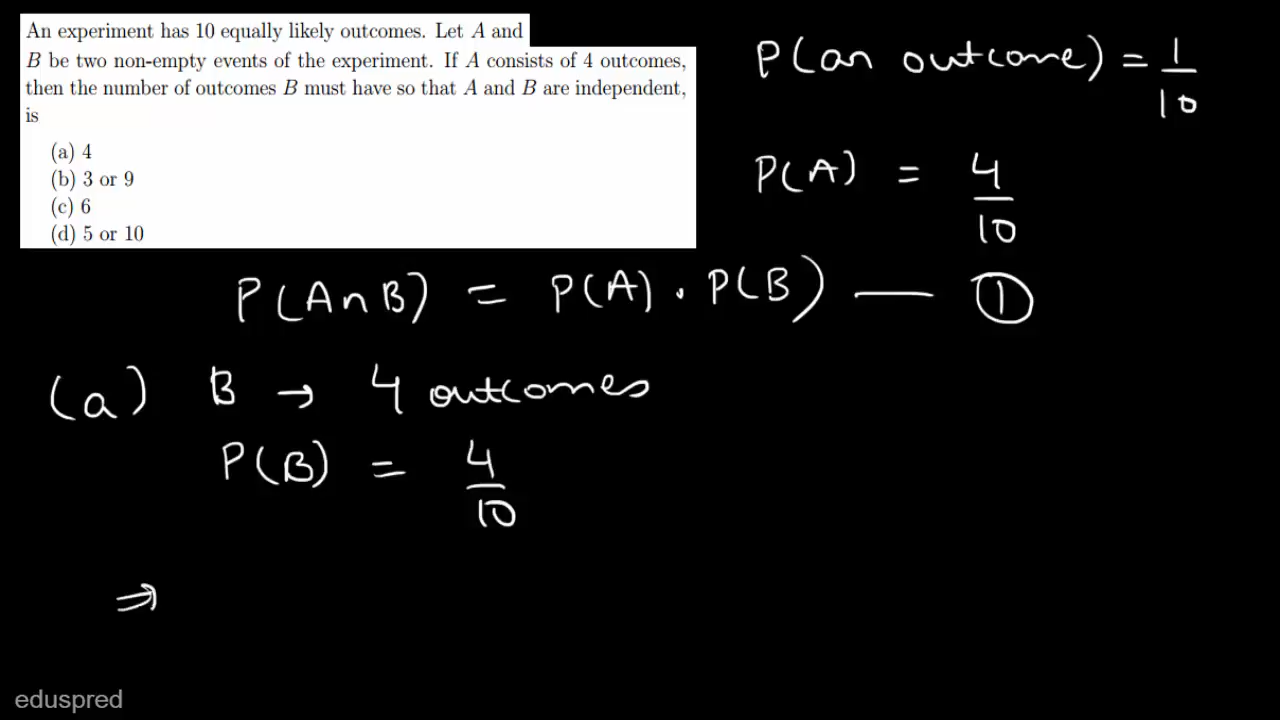 An experiment has 10 equally likely outcomes. Let A and
B be two non-empty events of the experiment. If A consists of 4 outcomes,
then the number of outcomes B must have so that A and B are independent,
is
(a) 4
(b) 3 or 9
(c) 6
(d) 5 or 10
P(an outcome) = 1/10
P(A) = 4/10
P(A∩B) = P(A) . P(B) — ①
(a) B → 4 outcomes
P(B) = 4/10
⇒
eduspred